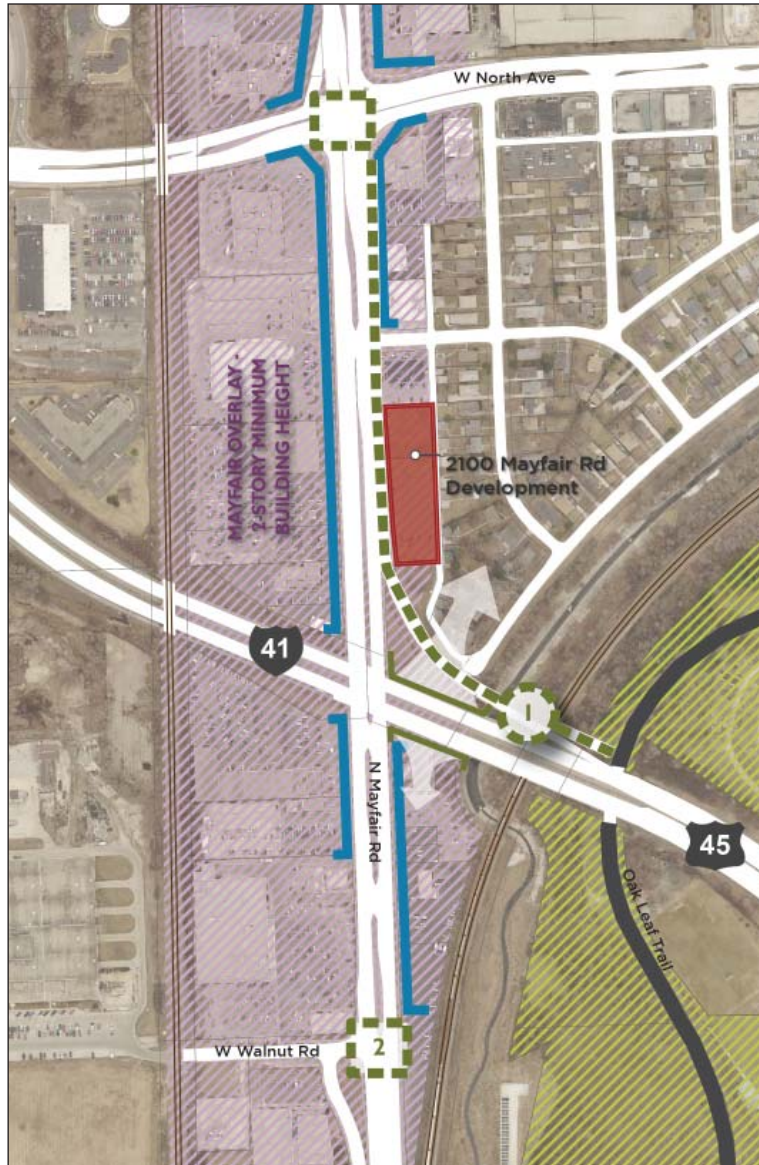 W North Ave
MAYFAIR OVERLAY -
2-STORY MINIMUM
BUILDING HEIGHT
2100 Mayfair Rd
Development
41
1
N Mayfair Rd
45
Oak Leaf Trail
2
W Walnut Rd